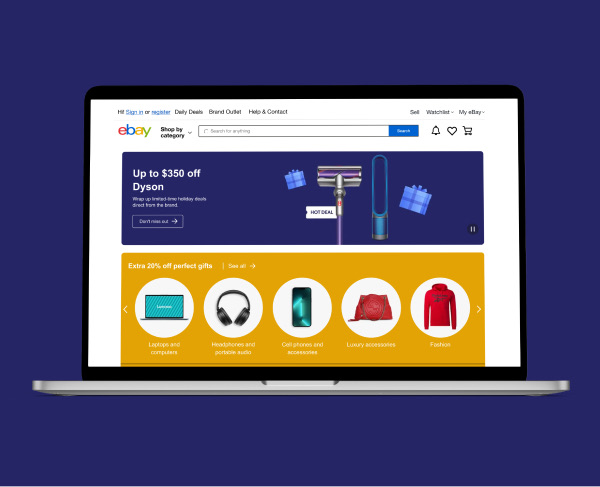 Hi! Sign in or register Daily Deals Brand Outlet Help & Contact Sell Watchlist My eBay
ebay
Shop by
category
Search for anything
Search
Up to $350 off
Dyson
Wrap up limited-time holiday deals
direct from the brand.
Don't miss out
HOT DEAL
Extra 20% off perfect gifts
See all
Laptops and
computers
Headphones and
portable audio
Cell phones and
accessories
Luxury accessories
Fashion